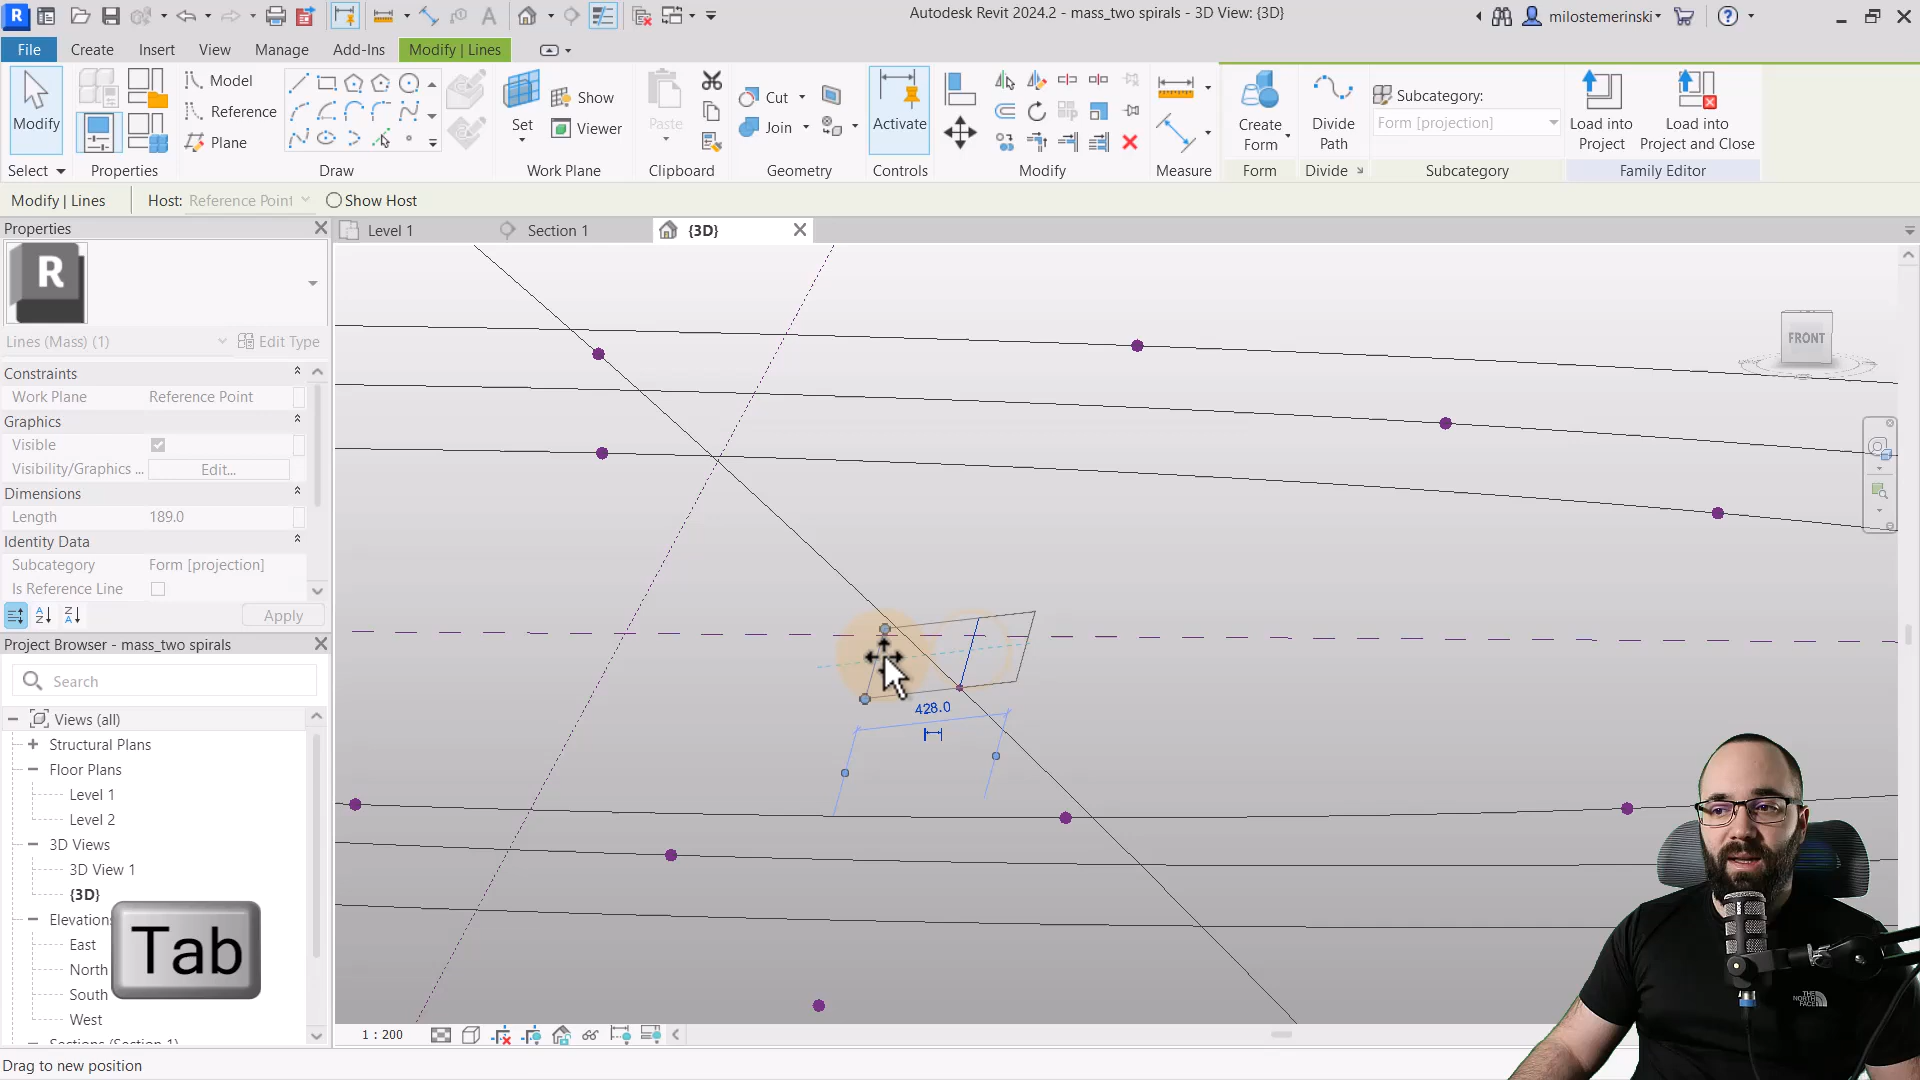 Autodesk Revit 2024.2 - mass_two spirals - 3D View: {3D}
milostemerinski
File
Create
Insert
View
Manage
Add-Ins
Modify | Lines
Modify
Model
Reference
Plane
Set
Show
Viewer
Paste
Cut
Join
Activate
Create
Form
Divide
Path
Subcategory:
Form [projection]
Load into
Project
Load into
Project and Close
Select
Properties
Draw
Work Plane
Clipboard
Geometry
Controls
Modify
Measure
Form
Divide
Subcategory
Family Editor
Modify | Lines
Host: Reference Point
Show Host
Properties
Level 1
Section 1
{3D}
R
Lines (Mass) (1)
Edit Type
Constraints
Work Plane Reference Point
Graphics
Visible
Visibility/Graphics ... Edit...
Dimensions
Length 189.0
Identity Data
Subcategory Form [projection]
Is Reference Line
Apply
FRONT
428.0
Project Browser - mass_two spirals
Search
Views (all)
Structural Plans
Floor Plans
Level 1
Level 2
3D Views
3D View 1
{3D}
Elevations
East
North
South
West
Sections (Section 1)
Tab
1 : 200
Drag to new position
THE
NORTH
FACE